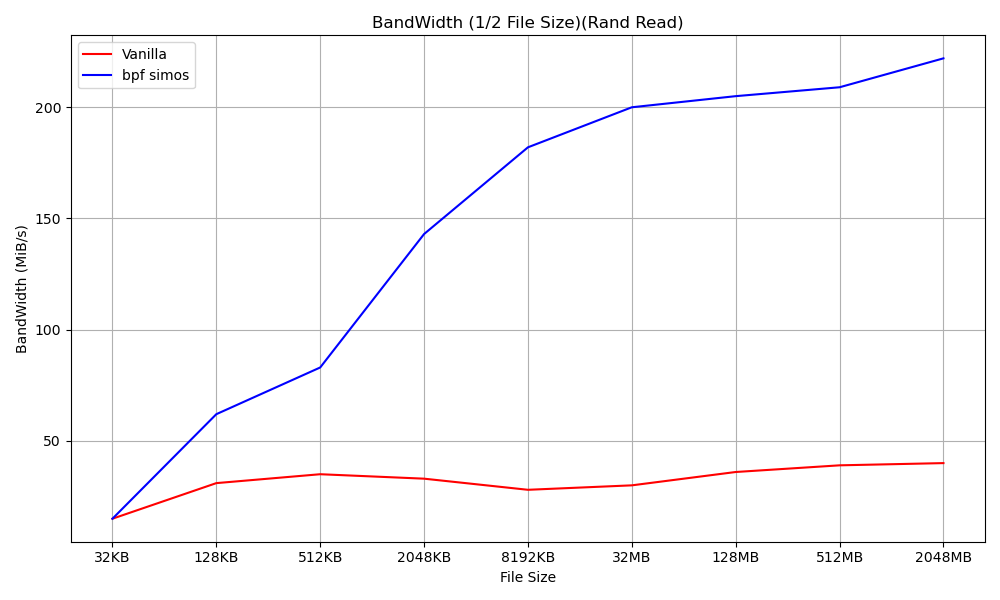 BandWidth (1/2 File Size)(Rand Read)
Vanilla
bpf simos
BandWidth (MiB/s)
200
150
100
50
32KB 128KB 512KB 2048KB 8192KB 32MB 128MB 512MB 2048MB
File Size